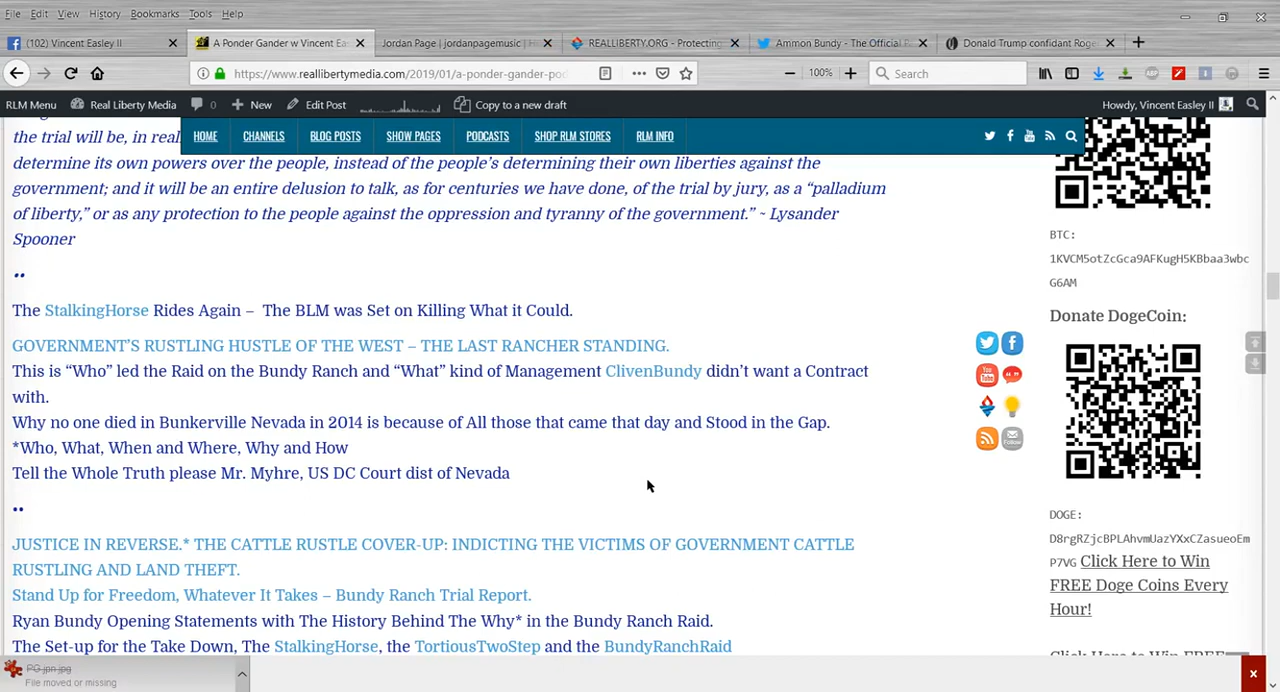 File Edit View History Bookmarks Tools Help
(102) Vincent Easley II
A Ponder Gander w Vincent Ea
Jordan Page | jordanpagemusic | H
REALLIBERTY.ORG - Protecting
Ammon Bundy - The Official P
Donald Trump confidant Roge
https://www.reallibertymedia.com/2019/01/a-ponder-gander-pod
100%
Search
RLM Menu Real Liberty Media 0 New Edit Post Copy to a new draft Howdy, Vincent Easley II
HOME CHANNELS BLOG POSTS SHOW PAGES PODCASTS SHOP RLM STORES RLM INFO
the trial will be, in real
determine its own powers over the people, instead of the people's determining their own liberties against the
government; and it will be an entire delusion to talk, as for centuries we have done, of the trial by jury, as a “palladium
of liberty,” or as any protection to the people against the oppression and tyranny of the government.” ~ Lysander
Spooner
••
The StalkingHorse Rides Again – The BLM was Set on Killing What it Could.
GOVERNMENT'S RUSTLING HUSTLE OF THE WEST – THE LAST RANCHER STANDING.
This is “Who” led the Raid on the Bundy Ranch and “What” kind of Management ClivenBundy didn't want a Contract
with.
Why no one died in Bunkerville Nevada in 2014 is because of All those that came that day and Stood in the Gap.
*Who, What, When and Where, Why and How
Tell the Whole Truth please Mr. Myhre, US DC Court dist of Nevada
••
JUSTICE IN REVERSE.* THE CATTLE RUSTLE COVER-UP: INDICTING THE VICTIMS OF GOVERNMENT CATTLE
RUSTLING AND LAND THEFT.
Stand Up for Freedom, Whatever It Takes – Bundy Ranch Trial Report.
Ryan Bundy Opening Statements with The History Behind The Why* in the Bundy Ranch Raid.
The Set-up for the Take Down, The StalkingHorse, the TortiousTwoStep and the BundyRanchRaid
BTC:
1KVCM5otZcGca9AFKugH5KBbaa3wbc
G6AM
Donate DogeCoin:
DOGE:
D8rgRZjcBPLAhvmUazYXxCZasueoEm
P7VG Click Here to Win
FREE Doge Coins Every
Hour!
Click Here to Win FREE
You Tube
Follow
PG-jpn.jpg
File moved or missing